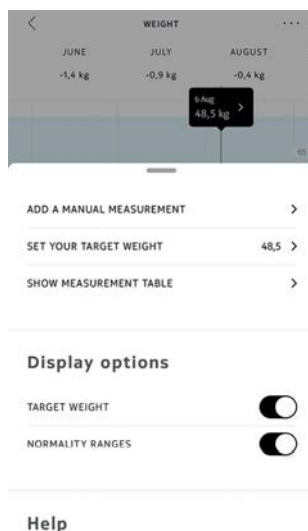 WEIGHT
JUNE JULY AUGUST
-1,4 kg -0,9 kg -0,4 kg
6 Aug
48,5 kg
65
ADD A MANUAL MEASUREMENT
SET YOUR TARGET WEIGHT 48,5
SHOW MEASUREMENT TABLE
Display options
TARGET WEIGHT
NORMALITY RANGES
Help